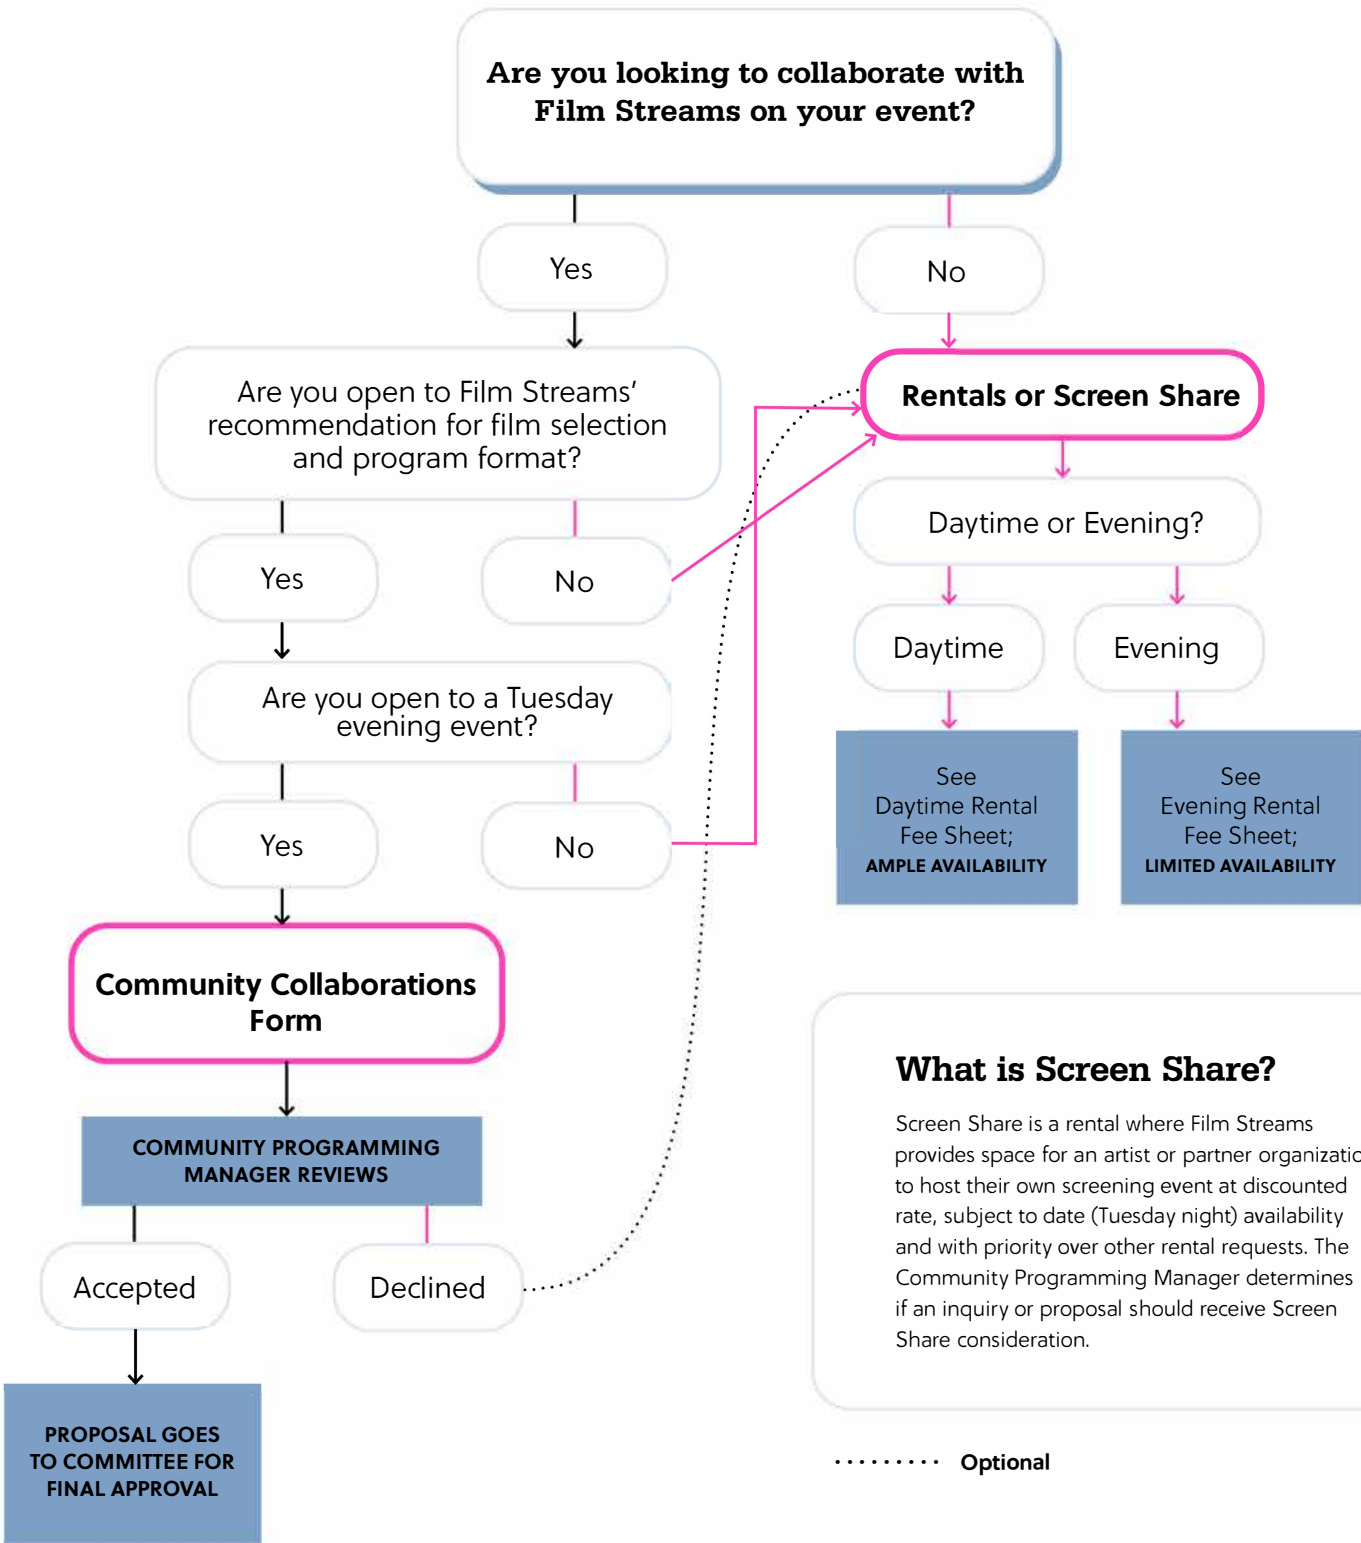 Are you looking to collaborate with
Film Streams on your event?
Yes
No
Are you open to Film Streams'
recommendation for film selection
and program format?
Rentals or Screen Share
Daytime or Evening?
Yes
No
Daytime
Evening
Are you open to a Tuesday
evening event?
See
Daytime Rental
Fee Sheet;
AMPLE AVAILABILITY
See
Evening Rental
Fee Sheet;
LIMITED AVAILABILITY
Yes
No
Community Collaborations
Form
COMMUNITY PROGRAMMING
MANAGER REVIEWS
Accepted
Declined
PROPOSAL GOES
TO COMMITTEE FOR
FINAL APPROVAL
What is Screen Share?
Screen Share is a rental where Film Streams
provides space for an artist or partner organizatio
to host their own screening event at discounted
rate, subject to date (Tuesday night) availability
and with priority over other rental requests. The
Community Programming Manager determines
if an inquiry or proposal should receive Screen
Share consideration.
Optional